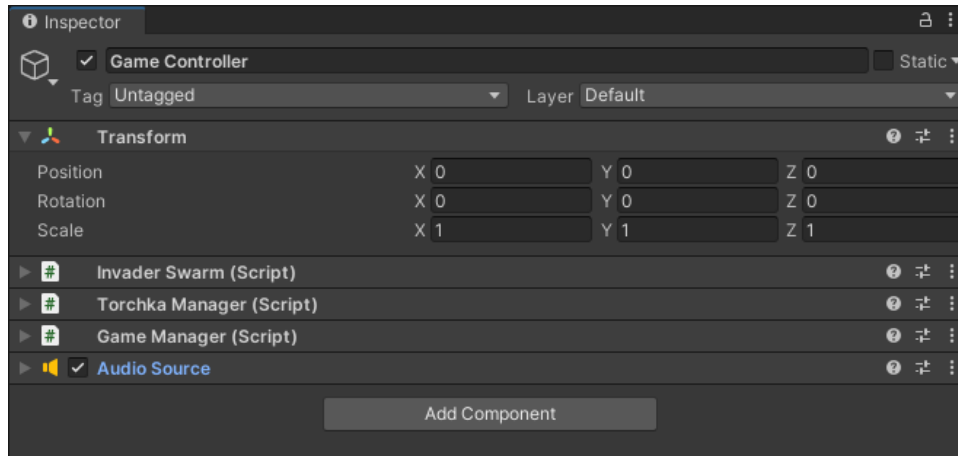 Inspector
Game Controller Static
Tag Untagged Layer Default
Transform
Position X 0 Y 0 Z 0
Rotation X 0 Y 0 Z 0
Scale X 1 Y 1 Z 1
# Invader Swarm (Script)
# Torchka Manager (Script)
# Game Manager (Script)
Audio Source
Add Component